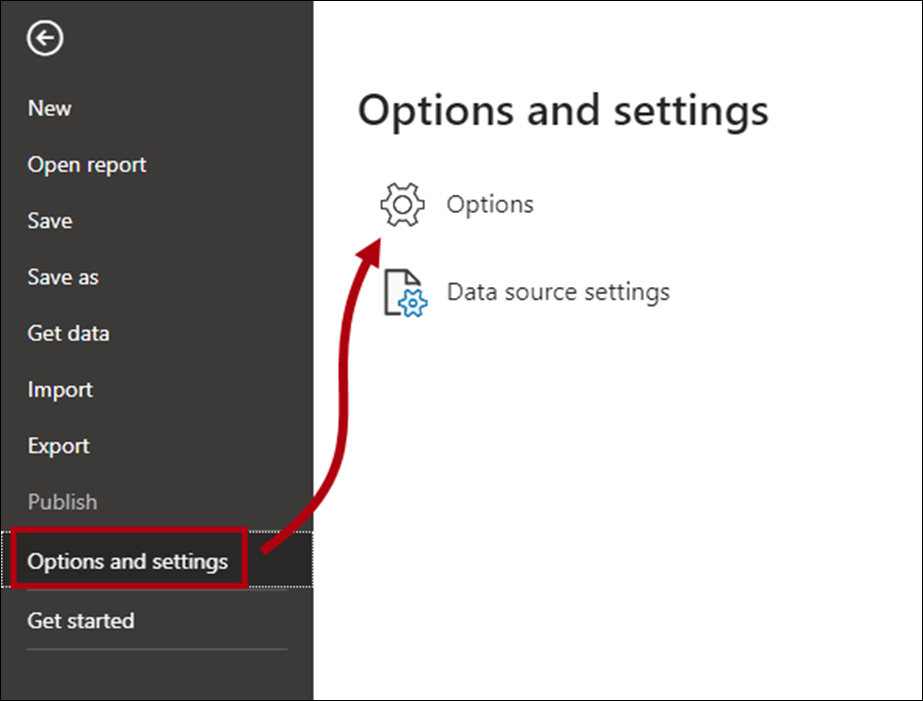 New
Open report
Save
Save as
Get data
Import
Export
Publish
Options and settings
Get started
Options and settings
Options
Data source settings